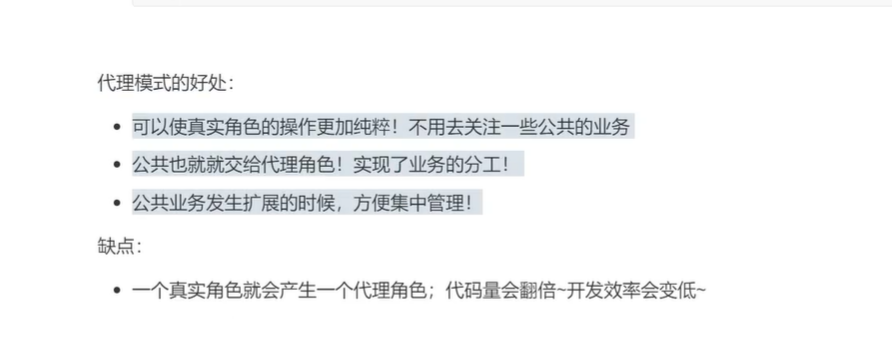 代理模式的好处：
可以使真实角色的操作更加纯粹！不用去关注一些公共的业务
公共也就就交给代理角色！实现了业务的分工！
公共业务发生扩展的时候，方便集中管理！
缺点：
一个真实角色就会产生一个代理角色；代码量会翻倍~开发效率会变低~